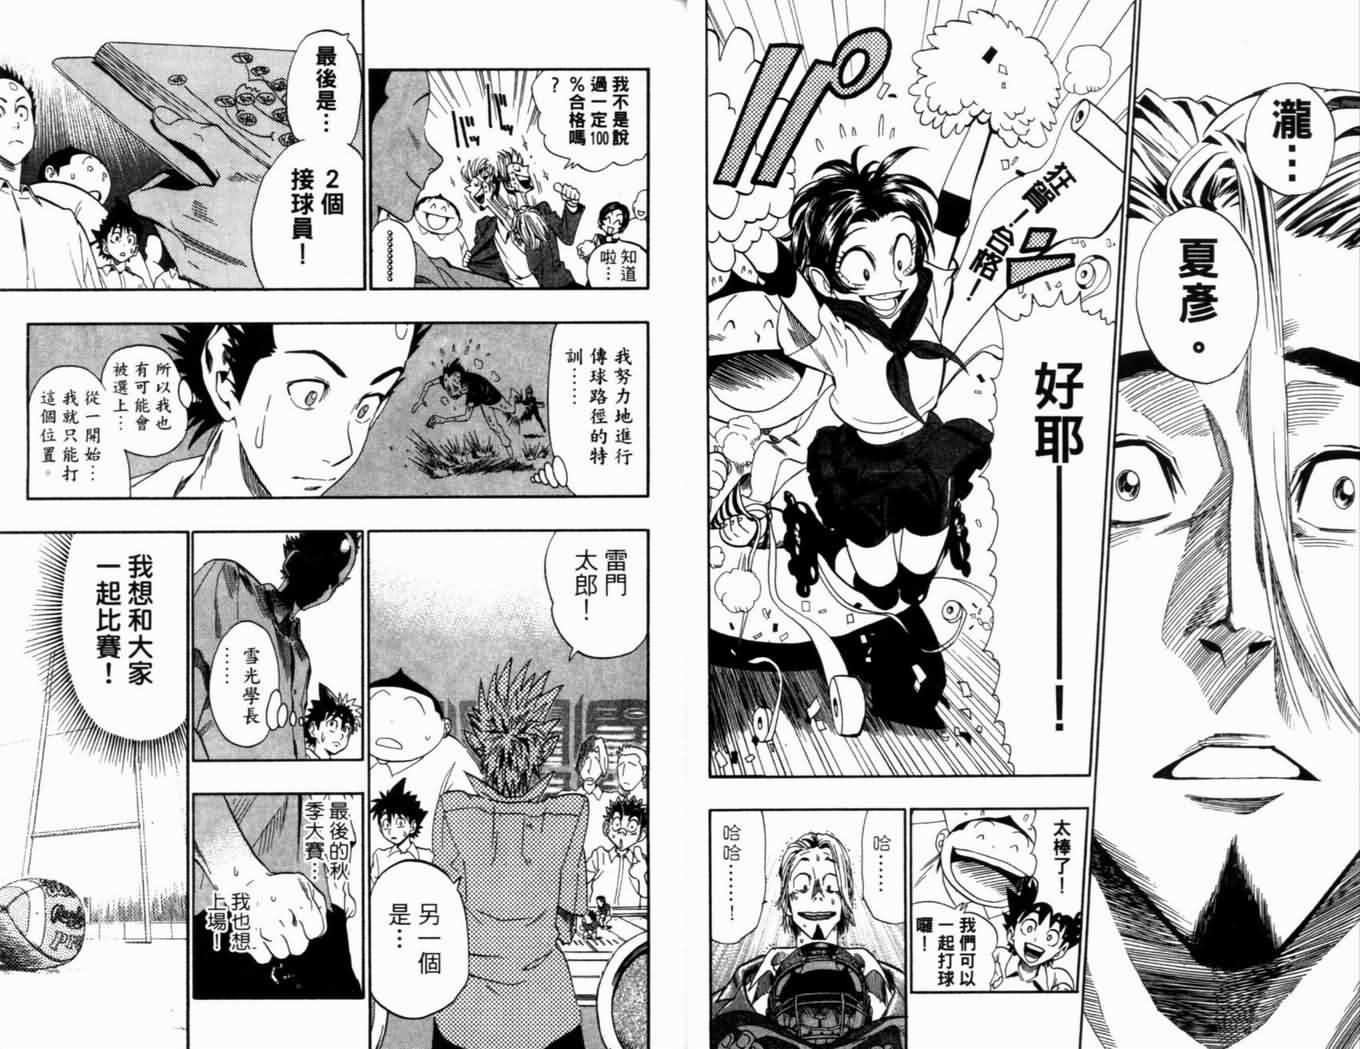 瀧…
夏彥。
狂賀！合格！
好耶——！
太棒了！
我們可以
一起打球
囉！
哈……
哈
哈……！
我不是說
過一定100
%合格嗎
？
知道
啦…
最後是…
2個
接球員！
我努力地進行
傳球路徑的特
訓……
所以我也
有可能會
被選上…
從一開始…
我就只能打
這個位置。
雷門
太郎！
另一個
是…
雪光學長
……
最後的秋
季大賽…
我也想
上場！
我想和大家
一起比賽！